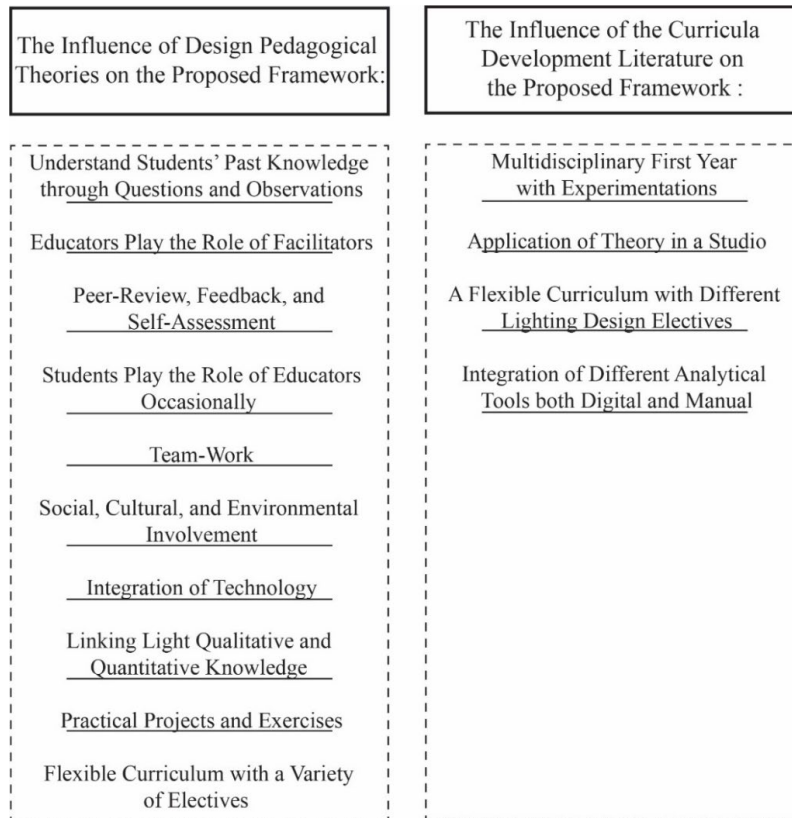 The Influence of Design Pedagogical
Theories on the Proposed Framework:
Understand Students' Past Knowledge
through Questions and Observations
Educators Play the Role of Facilitators
Peer-Review, Feedback, and
Self-Assessment
Students Play the Role of Educators
Occasionally
Team-Work
Social, Cultural, and Environmental
Involvement
Integration of Technology
Linking Light Qualitative and
Quantitative Knowledge
Practical Projects and Exercises
Flexible Curriculum with a Variety
of Electives
The Influence of the Curricula
Development Literature on
the Proposed Framework :
Multidisciplinary First Year
with Experimentations
Application of Theory in a Studio
A Flexible Curriculum with Different
Lighting Design Electives
Integration of Different Analytical
Tools both Digital and Manual